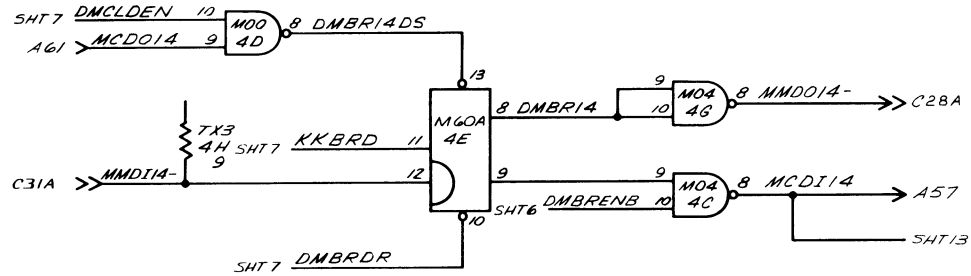 SHT7 DMCLDEN 10
M00
4D
8 DMBR14DS
A61 MCDO14 9
13
TX3
4H
9
SHT7 KKBRD 11
M60A
4E
8 DMBR14
9
10
M04
4G
8 MMDO14- C28A
C31A MMDI14- 12
9
9
M04
4C
8 MCDI14 A57
SHT6 DMBRENB 10
10
SHT7 DMBRDR
SHT13